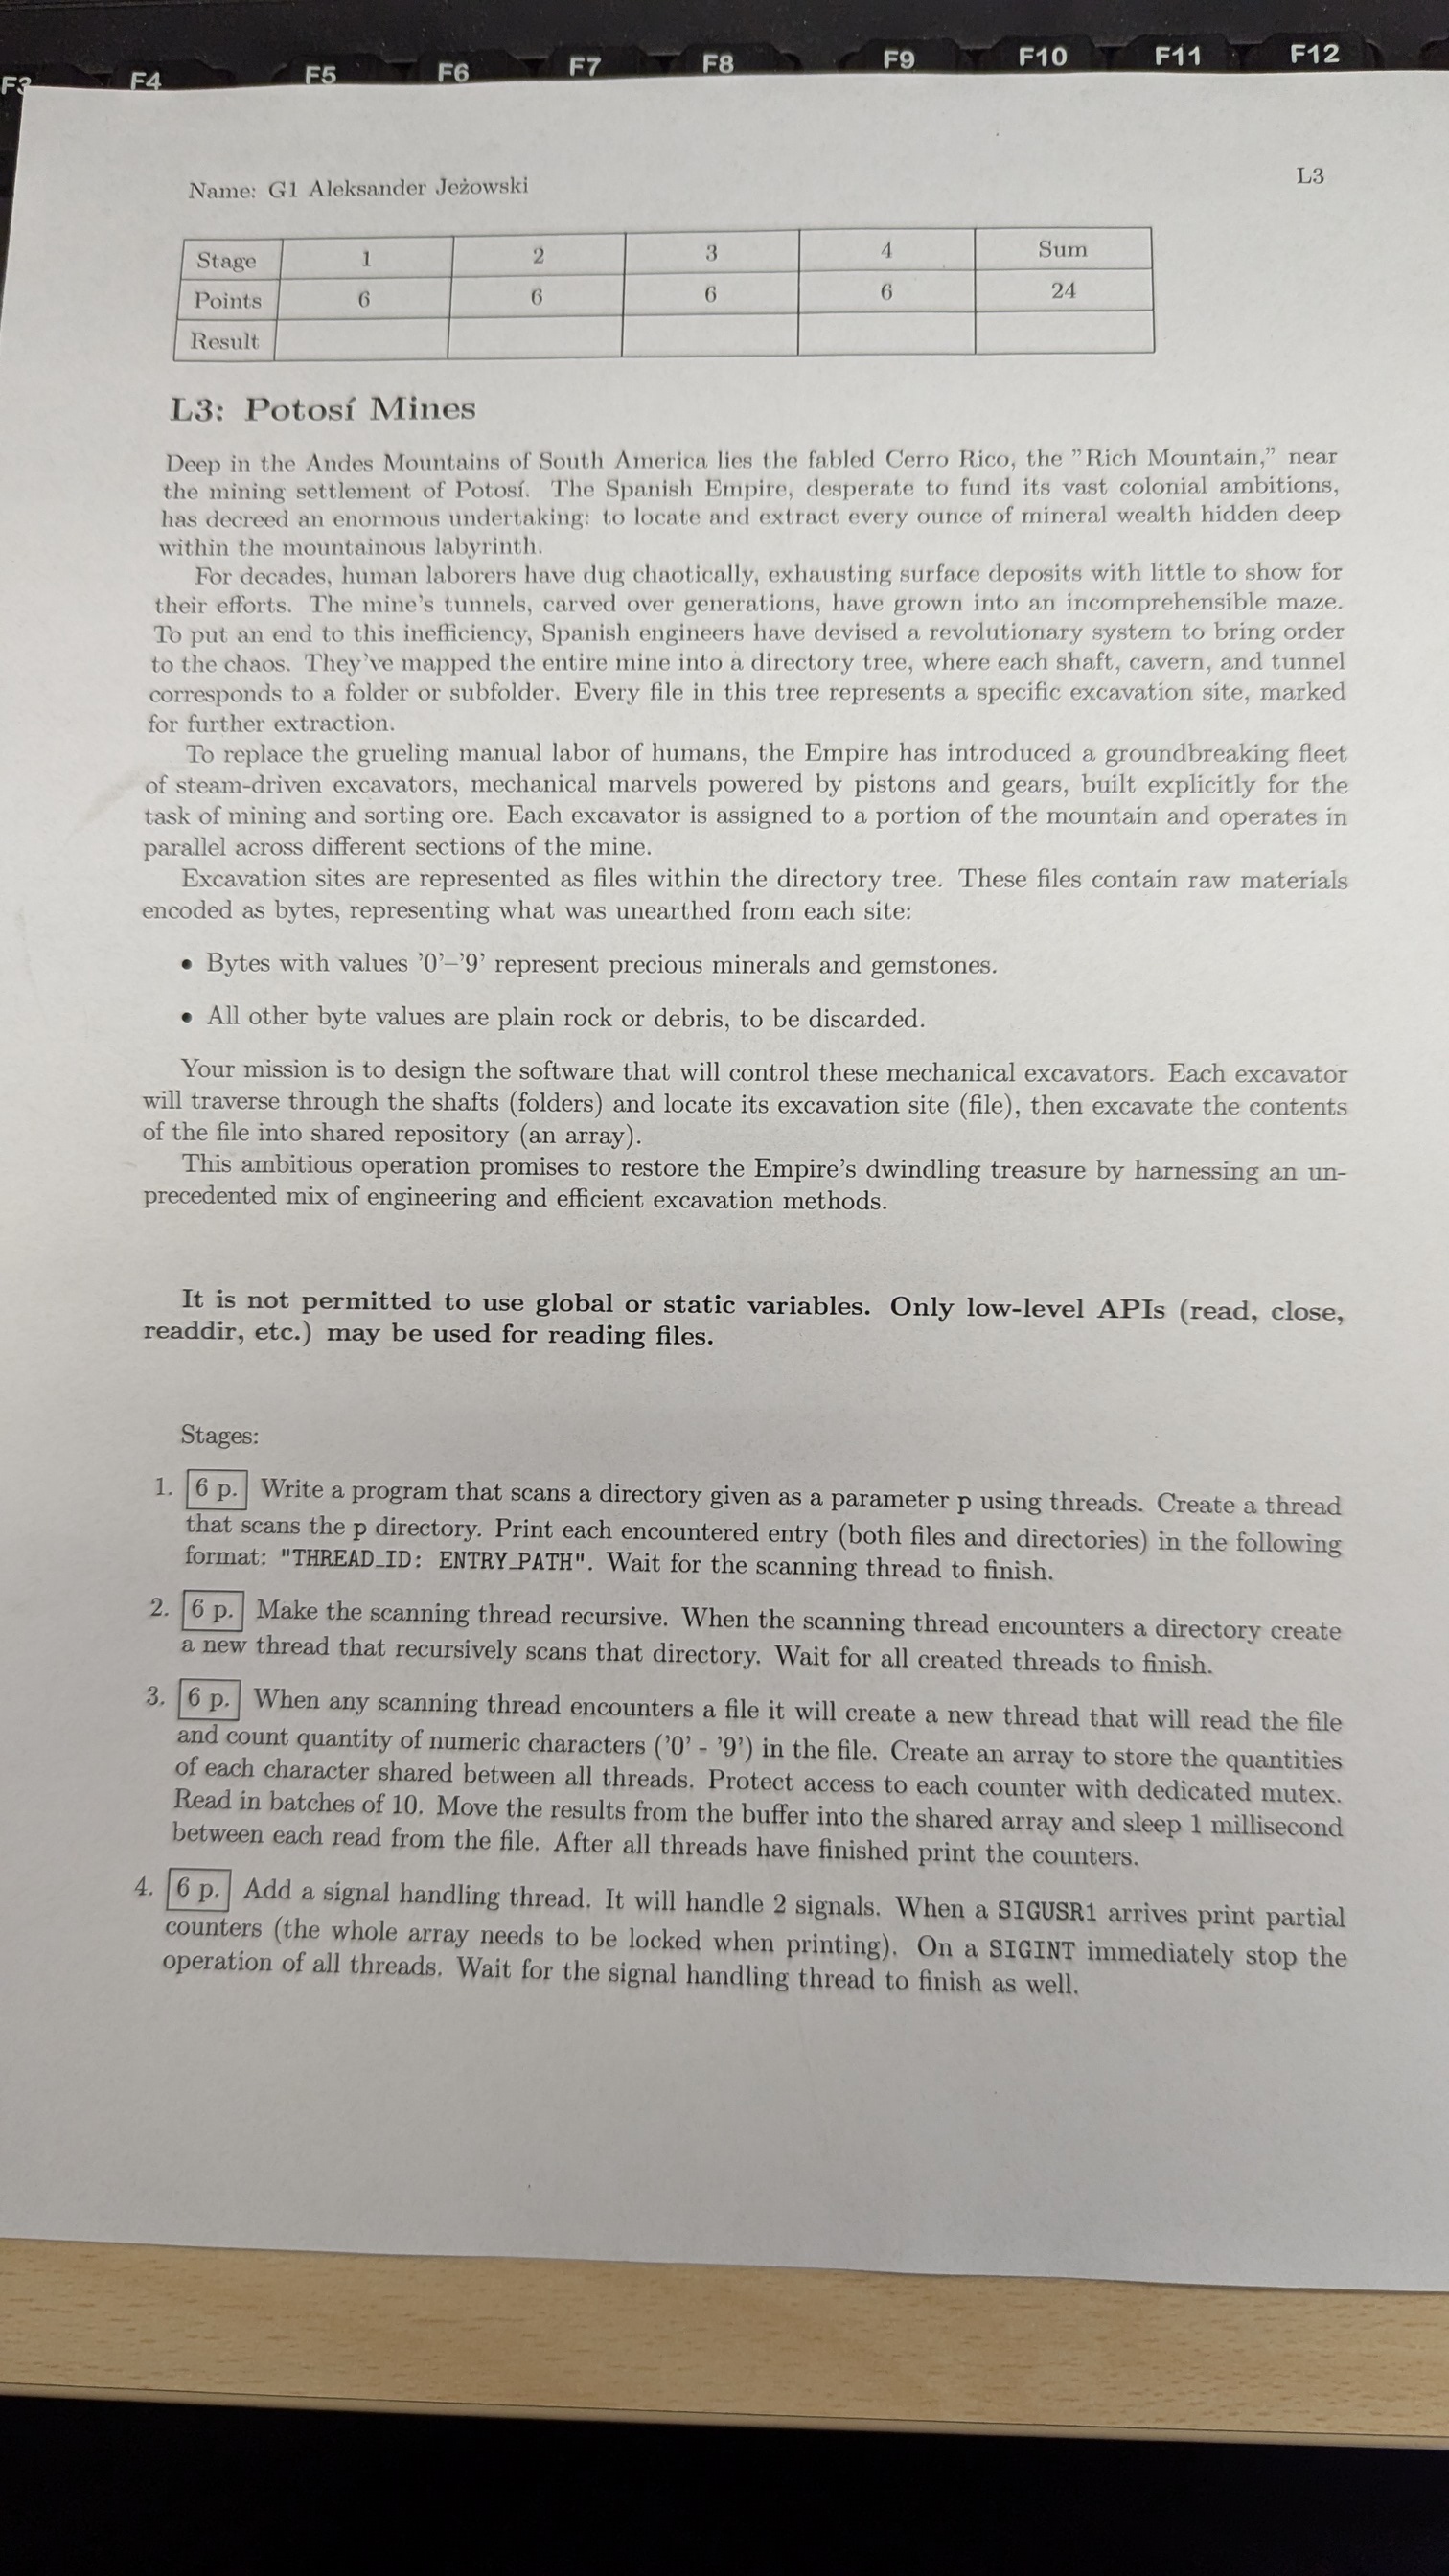 F3 F4 F5 F6 F7 F8 F9 F10 F11 F12
Name: G1 Aleksander Jeżowski
L3
Stage 1 2 3 4 Sum
Points 6 6 6 6 24
Result
L3: Potosí Mines
Deep in the Andes Mountains of South America lies the fabled Cerro Rico, the ”Rich Mountain,” near
the mining settlement of Potosí. The Spanish Empire, desperate to fund its vast colonial ambitions,
has decreed an enormous undertaking: to locate and extract every ounce of mineral wealth hidden deep
within the mountainous labyrinth.
For decades, human laborers have dug chaotically, exhausting surface deposits with little to show for
their efforts. The mine’s tunnels, carved over generations, have grown into an incomprehensible maze.
To put an end to this inefficiency, Spanish engineers have devised a revolutionary system to bring order
to the chaos. They’ve mapped the entire mine into a directory tree, where each shaft, cavern, and tunnel
corresponds to a folder or subfolder. Every file in this tree represents a specific excavation site, marked
for further extraction.
To replace the grueling manual labor of humans, the Empire has introduced a groundbreaking fleet
of steam-driven excavators, mechanical marvels powered by pistons and gears, built explicitly for the
task of mining and sorting ore. Each excavator is assigned to a portion of the mountain and operates in
parallel across different sections of the mine.
Excavation sites are represented as files within the directory tree. These files contain raw materials
encoded as bytes, representing what was unearthed from each site:
• Bytes with values ’0’–’9’ represent precious minerals and gemstones.
• All other byte values are plain rock or debris, to be discarded.
Your mission is to design the software that will control these mechanical excavators. Each excavator
will traverse through the shafts (folders) and locate its excavation site (file), then excavate the contents
of the file into shared repository (an array).
This ambitious operation promises to restore the Empire’s dwindling treasure by harnessing an un-
precedented mix of engineering and efficient excavation methods.
It is not permitted to use global or static variables. Only low-level APIs (read, close,
readdir, etc.) may be used for reading files.
Stages:
1. 6 p. Write a program that scans a directory given as a parameter p using threads. Create a thread
that scans the p directory. Print each encountered entry (both files and directories) in the following
format: "THREAD_ID: ENTRY_PATH". Wait for the scanning thread to finish.
2. 6 p. Make the scanning thread recursive. When the scanning thread encounters a directory create
a new thread that recursively scans that directory. Wait for all created threads to finish.
3. 6 p. When any scanning thread encounters a file it will create a new thread that will read the file
and count quantity of numeric characters (’0’ - ’9’) in the file. Create an array to store the quantities
of each character shared between all threads. Protect access to each counter with dedicated mutex.
Read in batches of 10. Move the results from the buffer into the shared array and sleep 1 millisecond
between each read from the file. After all threads have finished print the counters.
4. 6 p. Add a signal handling thread. It will handle 2 signals. When a SIGUSR1 arrives print partial
counters (the whole array needs to be locked when printing). On a SIGINT immediately stop the
operation of all threads. Wait for the signal handling thread to finish as well.